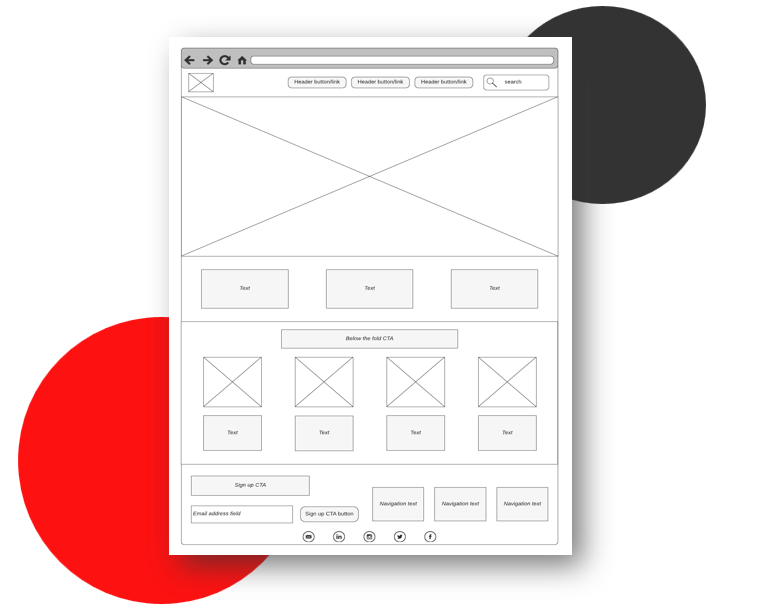 Header button/link Header button/link Header button/link search
Text Text Text
Below the fold CTA
Text Text Text Text
Sign up CTA
Navigation text Navigation text Navigation text
Email address field Sign up CTA button
in f